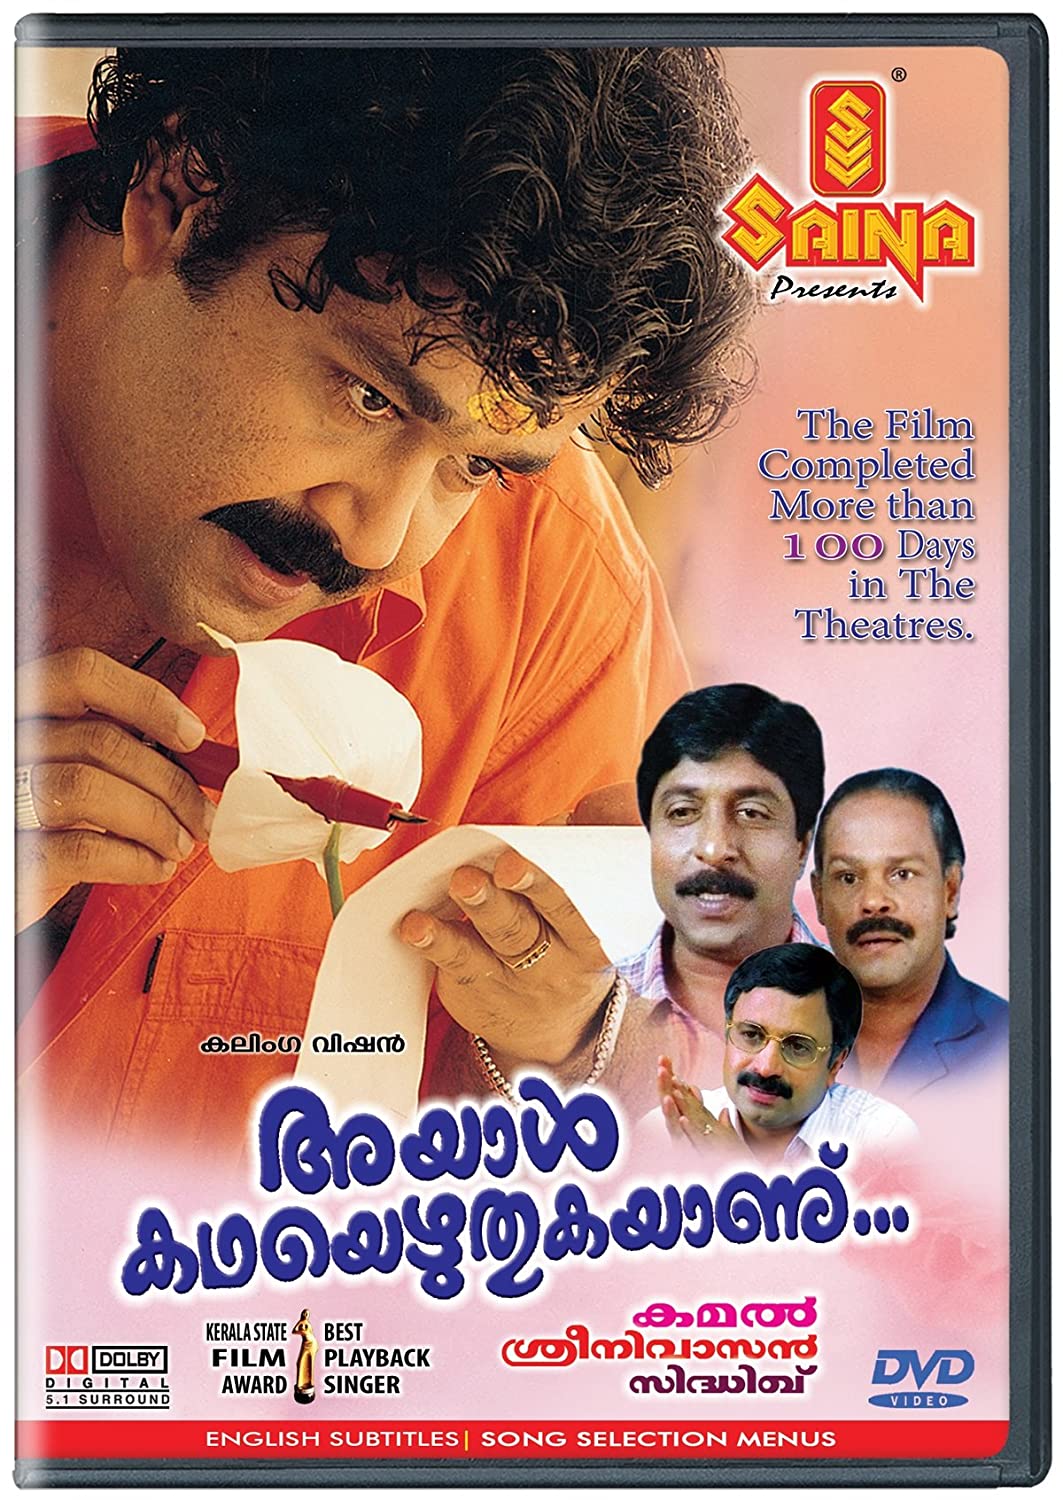 SVV
®
SAINA
Presents
The Film
Completed
More than
100 Days
in The
Theatres.
കലിംഗ വിഷൻ
അയാൾ
കഥയെഴുതുകയാണ്...
കമൽ
ശ്രീനിവാസൻ
സിദ്ധിഖ്
KERALA STATE
FILM
AWARD
BEST
PLAYBACK
SINGER
DOLBY
DIGITAL
5.1 SURROUND
DVD
VIDEO
ENGLISH SUBTITLES| SONG SELECTION MENUS